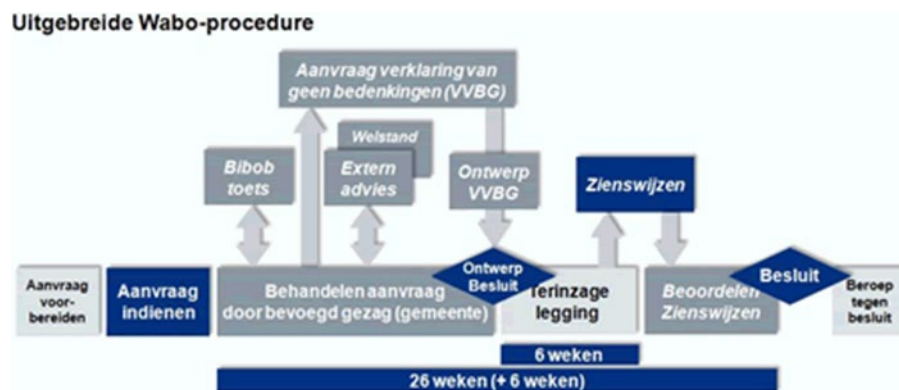 Uitgebreide Wabo-procedure
Aanvraag verklaring van
geen bedenkingen (VVBG)
Welstand
Bibob
toets
Extern
advies
Ontwerp
VVBG
Zienswijzen
Aanvraag
voor-
bereiden
Aanvraag
indienen
Behandelen aanvraag
door bevoegd gezag (gemeente)
Ontwerp
Besluit
Terinzage
legging
Beoordelen
Zienswijzen
Besluit
Beroep
tegen
besluit
6 weken
26 weken (+ 6 weken)